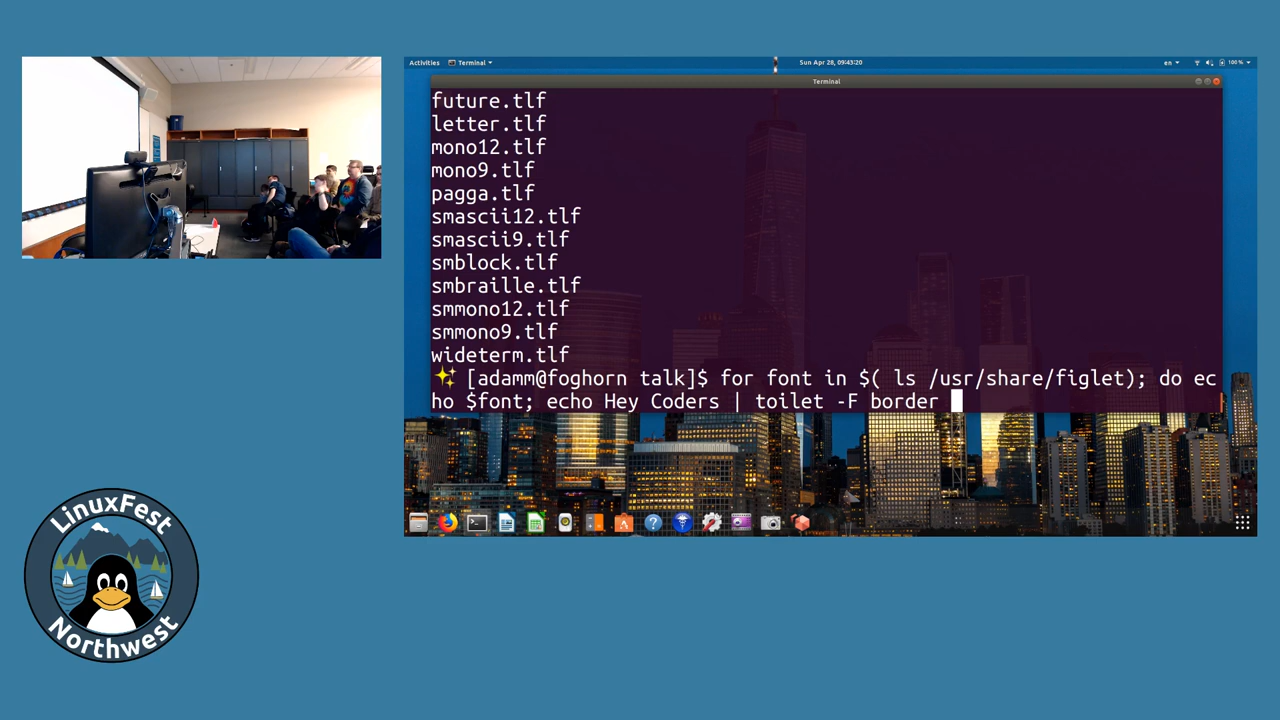 Activities
Terminal
Sun Apr 28, 09:43:20
en
100%
Terminal
future.tlf
letter.tlf
mono12.tlf
mono9.tlf
pagga.tlf
smascii12.tlf
smascii9.tlf
smblock.tlf
smbraille.tlf
smmono12.tlf
smmono9.tlf
wideterm.tlf
[adamm@foghorn talk]$ for font in $( ls /usr/share/figlet); do ec
ho $font; echo Hey Coders | toilet -F border
LinuxFest
Northwest